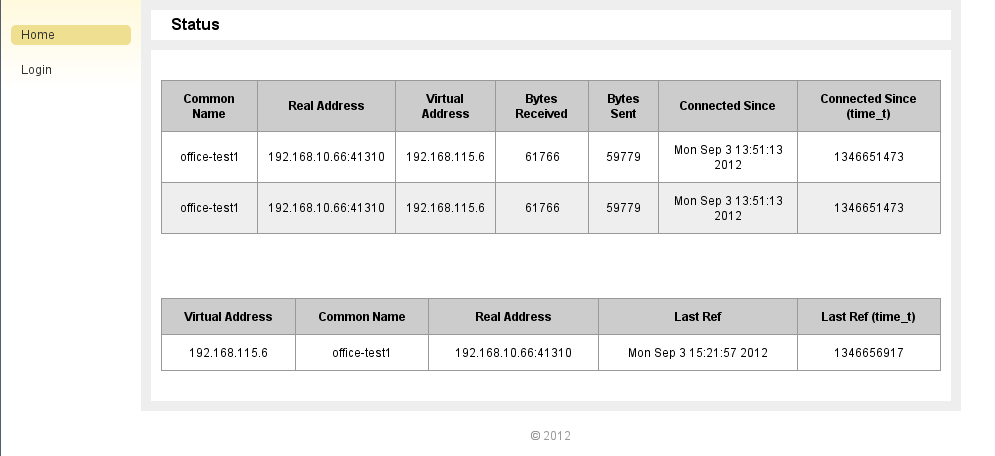 Home
Login
Status
Common Name Real Address Virtual Address Bytes Received Bytes Sent Connected Since Connected Since (time_t)
office-test1 192.168.10.66:41310 192.168.115.6 61766 59779 Mon Sep 3 13:51:13 2012 1346651473
office-test1 192.168.10.66:41310 192.168.115.6 61766 59779 Mon Sep 3 13:51:13 2012 1346651473
Virtual Address Common Name Real Address Last Ref Last Ref (time_t)
192.168.115.6 office-test1 192.168.10.66:41310 Mon Sep 3 15:21:57 2012 1346656917
© 2012